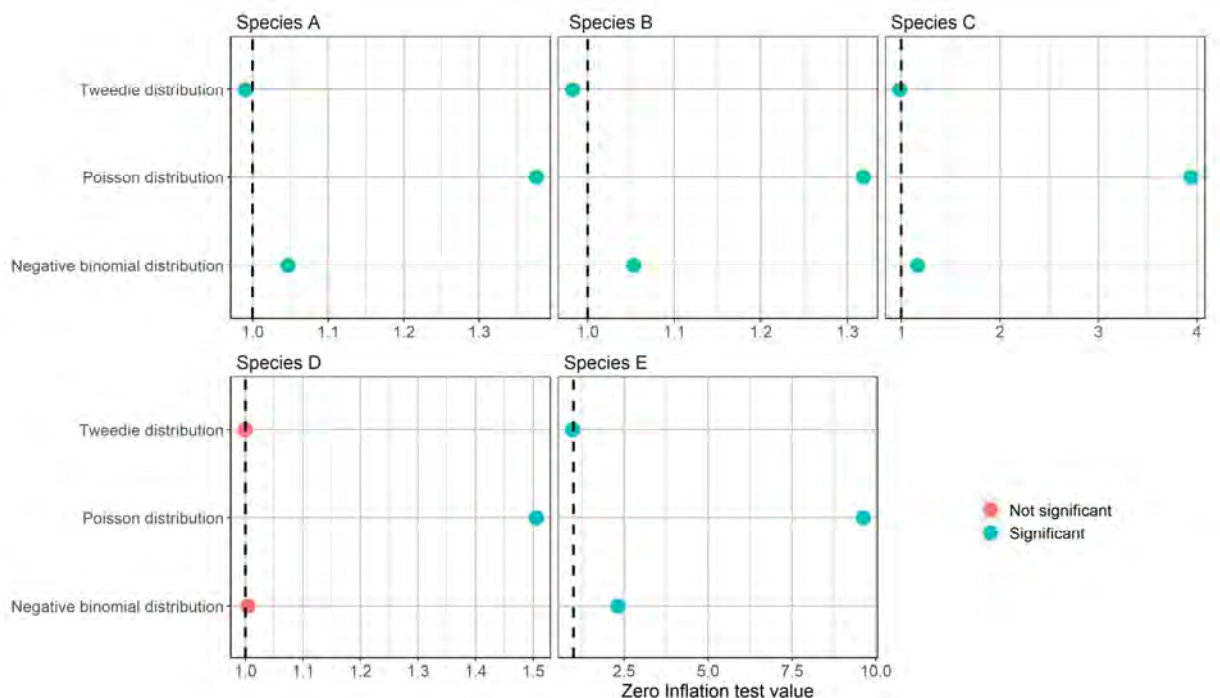 Species A
Species B
Species C
Tweedie distribution
Poisson distribution
Negative binomial distribution
1.0 1.1 1.2 1.3
1.0 1.1 1.2 1.3
1 2 3 4
Species D
Species E
Tweedie distribution
Poisson distribution
Negative binomial distribution
Not significant
Significant
1.0 1.1 1.2 1.3 1.4 1.5
2.5 5.0 7.5 10.0
Zero Inflation test value